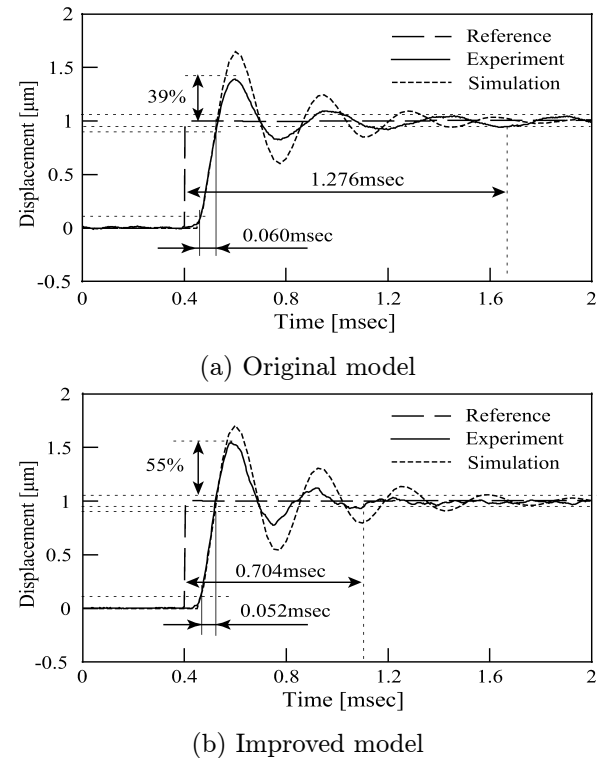 2
Reference
Experiment
Simulation
1.5
39%
1
0.5
1.276msec
0.060msec
0
-0.5
0 0.4 0.8 1.2 1.6 2
Displacement [μm]
Time [msec]
(a) Original model
2
Reference
Experiment
Simulation
1.5
55%
1
0.5
0.704msec
0.052msec
0
-0.5
0 0.4 0.8 1.2 1.6 2
Displacement [μm]
Time [msec]
(b) Improved model